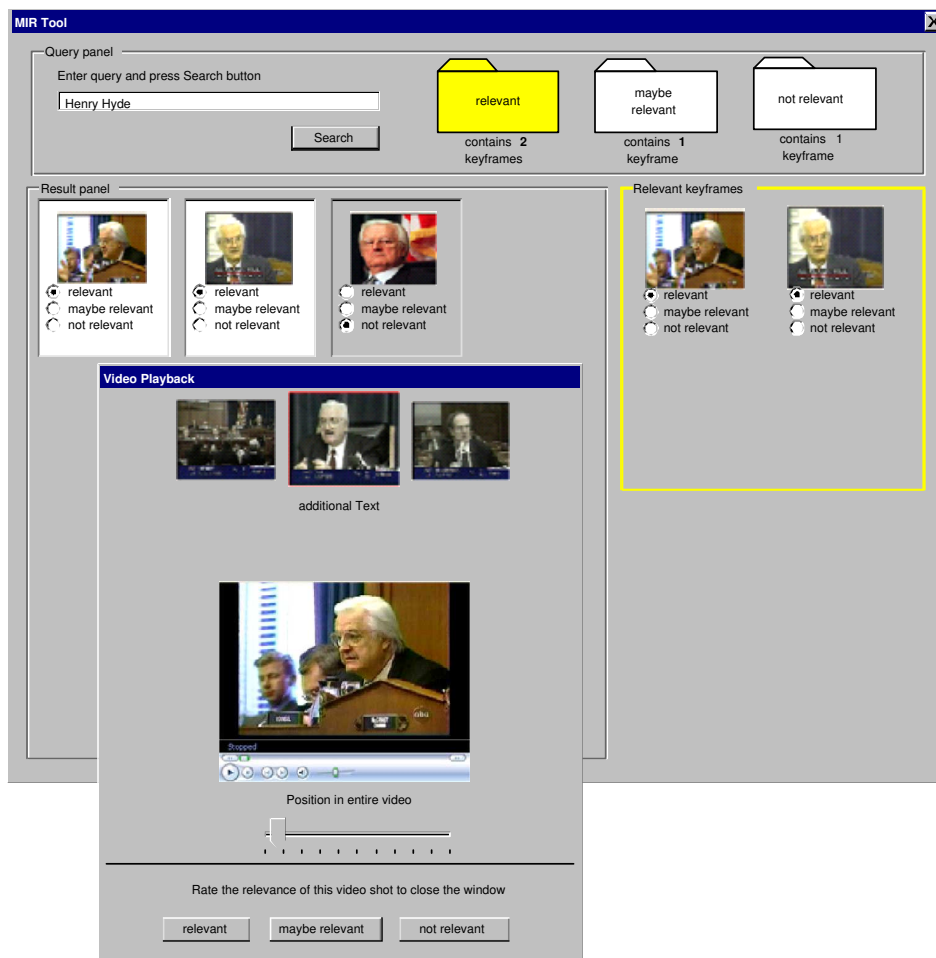 MIR Tool
Query panel
Enter query and press Search button
Henry Hyde
Search
relevant
contains 2
keyframes
maybe
relevant
contains 1
keyframe
not relevant
contains 1
keyframe
Result panel
relevant
maybe relevant
not relevant
relevant
maybe relevant
not relevant
relevant
maybe relevant
not relevant
Relevant keyframes
relevant
maybe relevant
not relevant
relevant
maybe relevant
not relevant
Video Playback
additional Text
Stopped
Position in entire video
Rate the relevance of this video shot to close the window
relevant
maybe relevant
not relevant